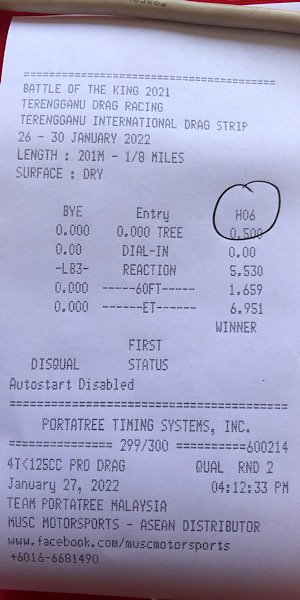 BATTLE OF THE KING 2021
TERENGGANU DRAG RACING
TERENGGANU INTERNATIONAL DRAG STRIP
26 - 30 JANUARY 2022
LENGTH : 201M - 1/8 MILES
SURFACE : DRY
BYE Entry H06
0.000 0.000 TREE 0.500
0.00 DIAL-IN 0.00
-LB3- REACTION 5.530
0.000 -----60FT----- 1.659
0.000 ------ET------ 6.951
WINNER
FIRST
DISQUAL STATUS
Autostart Disabled
PORTATREE TIMING SYSTEMS, INC.
============== 299/300 ==========600214
4T<125CC PRO DRAG QUAL RND 2
January 27, 2022 04:12:33 PM
TEAM PORTATREE MALAYSIA
MUSC MOTORSPORTS - ASEAN DISTRIBUTOR
www.facebook.com/muscmotorsports
+6016-6681490